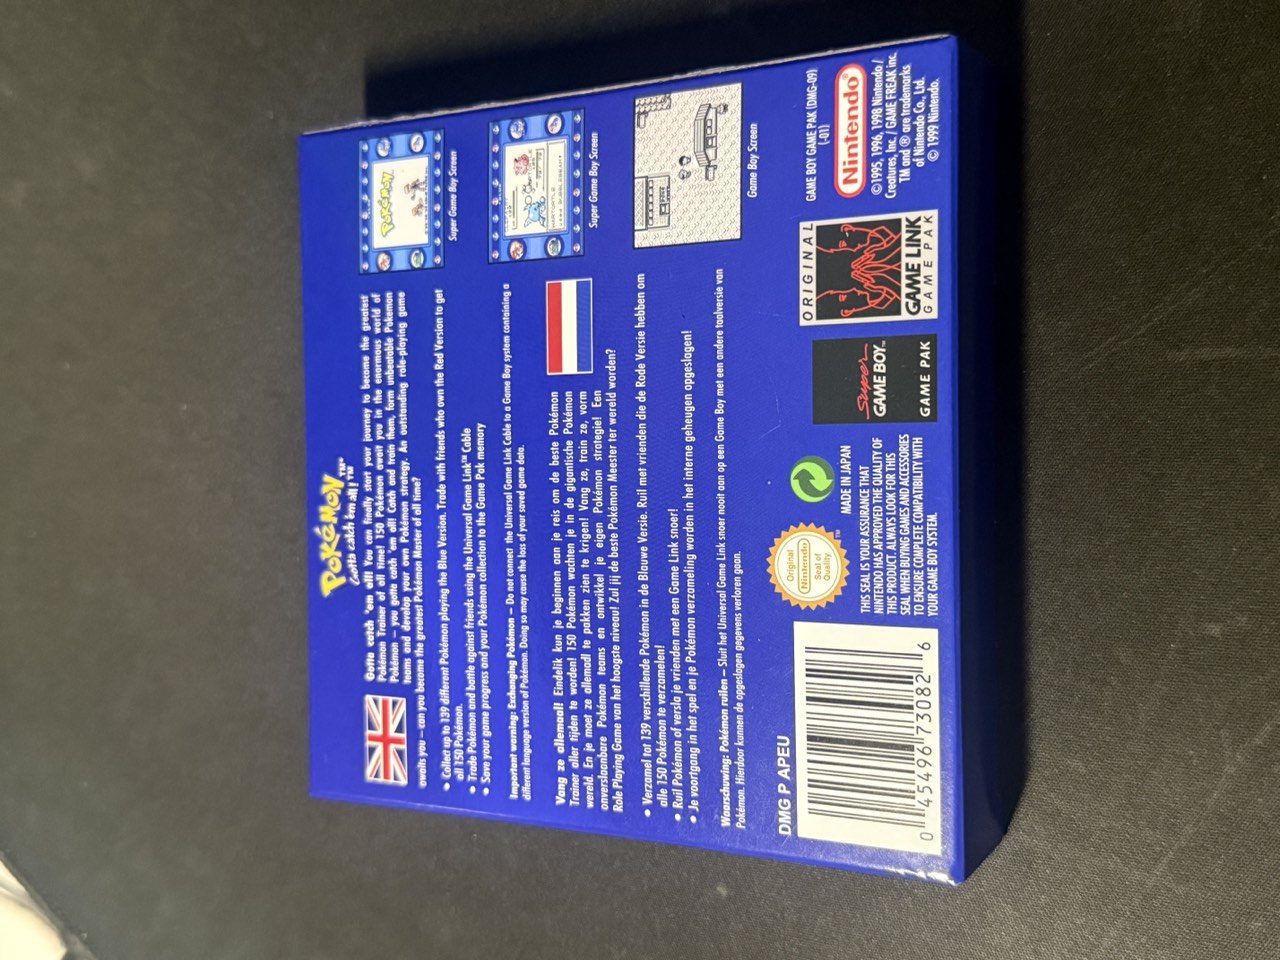 POKéMON™
Gotta catch 'em all!™
Gotta catch 'em all! You can finally start your journey to become the greatest
Pokémon Trainer of all time! 150 Pokémon await you in the enormous world of
Pokémon – you gotta catch 'em all! Catch and train them, form unbeatable Pokemon
teams and develop your own Pokémon strategy. An outstanding role-playing game
awaits you – can you become the greatest Pokémon Master of all time?
• Collect up to 139 different Pokémon playing the Blue Version. Trade with friends who own the Red Version to get
all 150 Pokémon.
• Trade Pokémon and battle against friends using the Universal Game Link™ Cable
• Save your game progress and your Pokémon collection to the Game Pak memory
Important warning: Exchanging Pokémon – Do not connect the Universal Game Link Cable to a Game Boy system containing a
different language version of Pokémon. Doing so may cause the loss of your saved game data.
Vang ze allemaal! Eindelijk kun je beginnen aan je reis om de beste Pokémon
Trainer aller tijden te worden! 150 Pokémon wachten je in de gigantische Pokémon
wereld. En je moet ze allemaal te pakken zien te krijgen! Vang ze, train ze, vorm
onverslaanbare Pokémon teams en ontwikkel je eigen Pokémon strategie! Een
Role Playing Game van het hoogste niveau! Zul jij de beste Pokémon Meester ter wereld worden?
• Verzamel tot 139 verschillende Pokémon in de Blauwe Versie. Ruil met vrienden die de Rode Versie hebben om
alle 150 Pokémon te verzamelen!
• Ruil Pokémon of versla je vrienden met een Game Link snoer!
• Je voortgang in het spel en je Pokémon verzameling worden in het interne geheugen opgeslagen!
Waarschuwing: Pokémon ruilen – Sluit het Universal Game Link snoer nooit aan op een Game Boy met een andere taalversie van
Pokémon. Hierdoor kunnen de opgeslagen gegevens verloren gaan.
POKéMON
Super Game Boy Screen
WARTORTLE
Super Game Boy Screen
Game Boy Screen
DMG P APEU
0 45496 73082 6
Original
Nintendo
Seal of
Quality
TM
MADE IN JAPAN
THIS SEAL IS YOUR ASSURANCE THAT
NINTENDO HAS APPROVED THE QUALITY OF
THIS PRODUCT. ALWAYS LOOK FOR THIS
SEAL WHEN BUYING GAMES AND ACCESSORIES
TO ENSURE COMPLETE COMPATIBILITY WITH
YOUR GAME BOY SYSTEM.
Super
GAME BOY™
GAME PAK
ORIGINAL
GAME LINK
GAME PAK
GAME BOY GAME PAK (DMG-09)
(-01)
Nintendo®
©1995, 1996, 1998 Nintendo/
Creatures, Inc./ GAME FREAK inc.
TM and ® are trademarks
of Nintendo Co., Ltd.
© 1999 Nintendo.